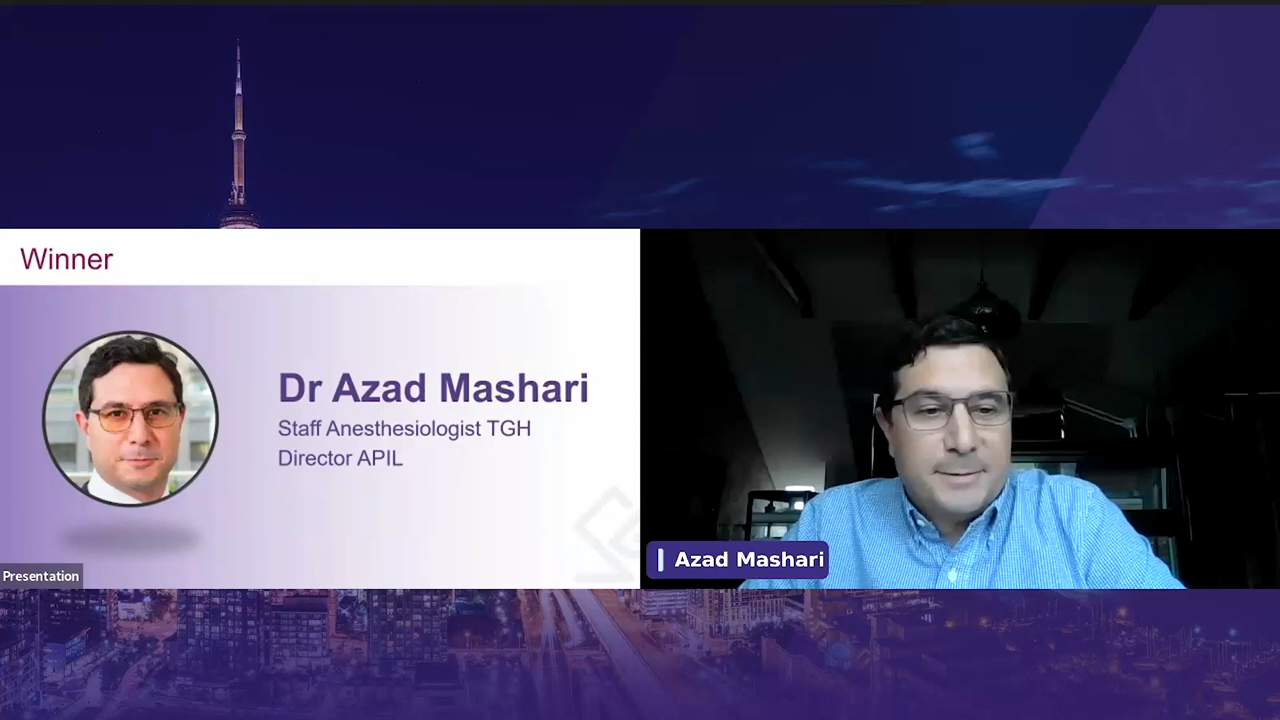 Winner
Dr Azad Mashari
Staff Anesthesiologist TGH
Director APIL
Presentation
Azad Mashari